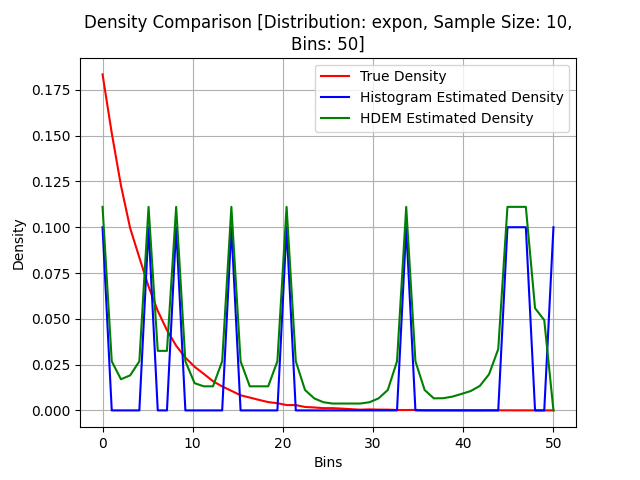 Density Comparison [Distribution: expon, Sample Size: 10,
Bins: 50]
True Density
Histogram Estimated Density
HDEM Estimated Density
Density
0.175
0.150
0.125
0.100
0.075
0.050
0.025
0.000
0 10 20 30 40 50
Bins